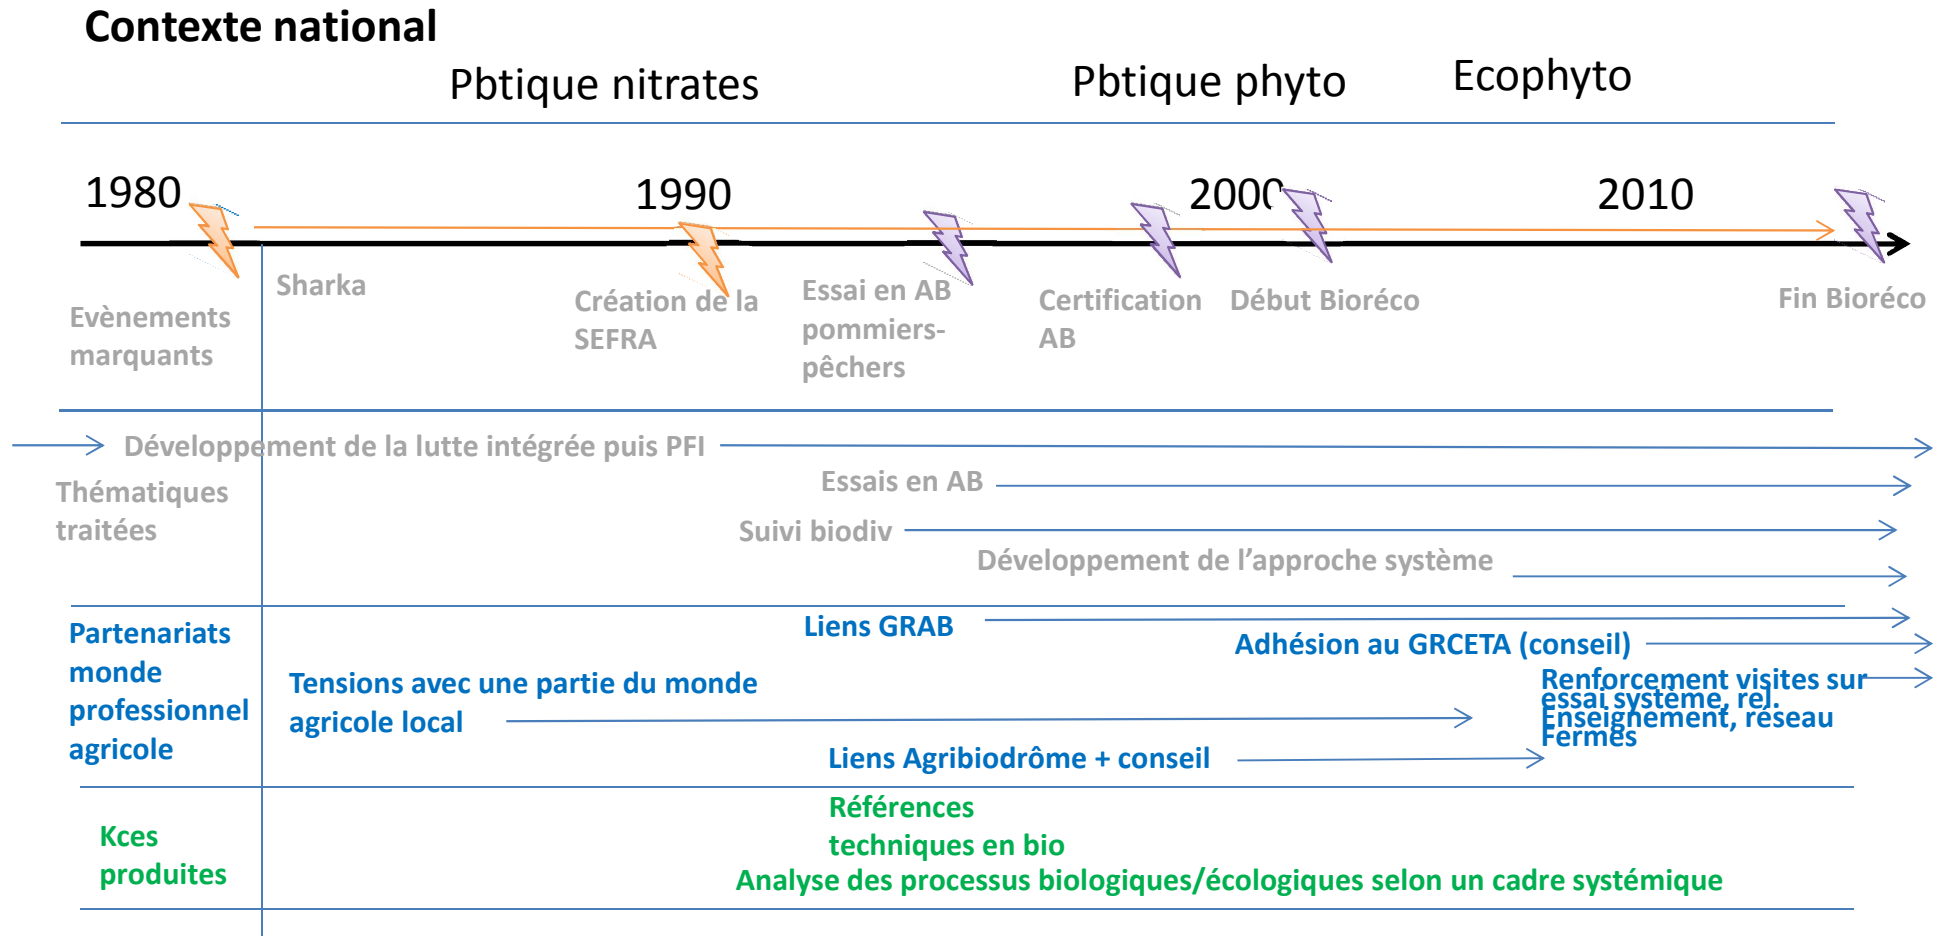 Contexte national
Pbtique nitrates
Pbtique phyto
Ecophyto
1980
1990
2000
2010
Evènements
marquants
Sharka
Création de la
SEFRA
Essai en AB
pommiers-
pêchers
Certification
AB
Début Bioréco
Fin Bioréco
Développement de la lutte intégrée puis PFI
Thématiques
traitées
Essais en AB
Suivi biodiv
Développement de l’approche système
Partenariats
monde
professionnel
agricole
Liens GRAB
Adhésion au GRCETA (conseil)
Tensions avec une partie du monde
agricole local
Renforcement visites sur
essai système, rel.
Enseignement, réseau
Fermes
Liens Agribiodrôme + conseil
Kces
produites
Références
techniques en bio
Analyse des processus biologiques/écologiques selon un cadre systémique